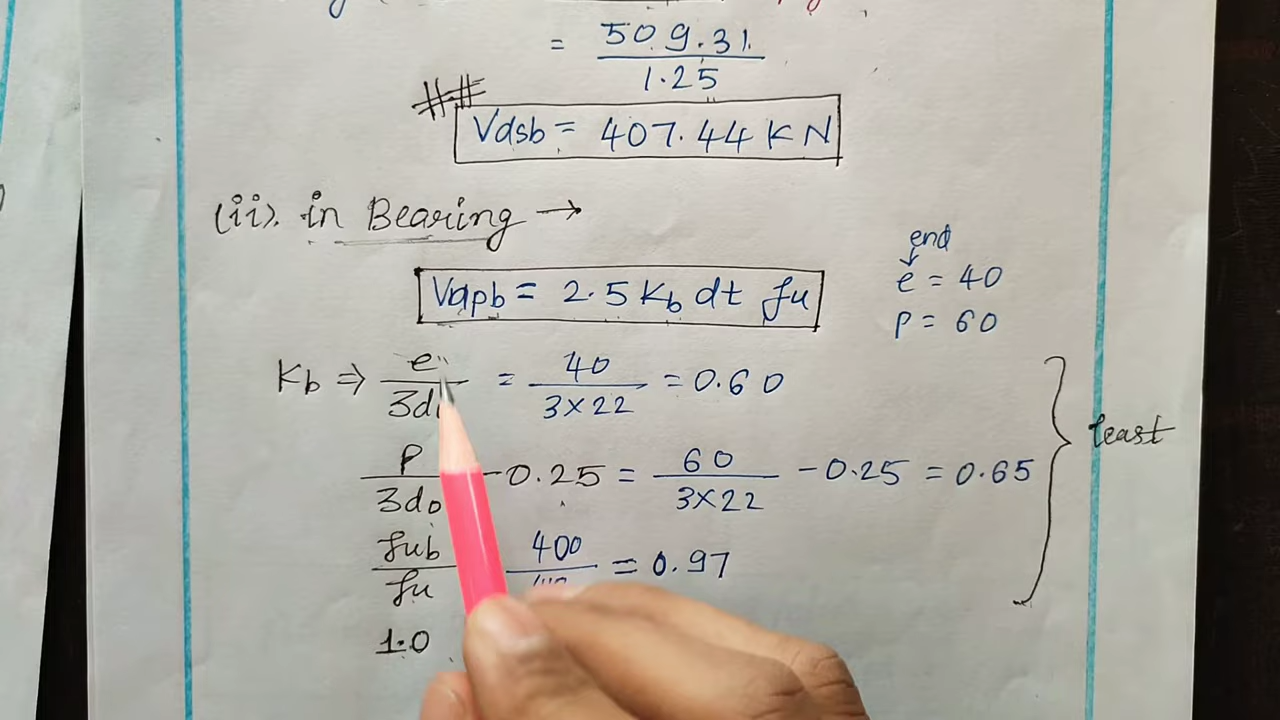 = 509.31 / 1.25
## Vdsb = 407.44 KN
(ii). in Bearing →
end
Vdpb = 2.5 Kb dt fu
e = 40
P = 60
Kb ⇒ e / 3do = 40 / 3×22 = 0.60
P / 3do - 0.25 = 60 / 3×22 - 0.25 = 0.65
least
fub / fu 400 / = 0.97
1.0